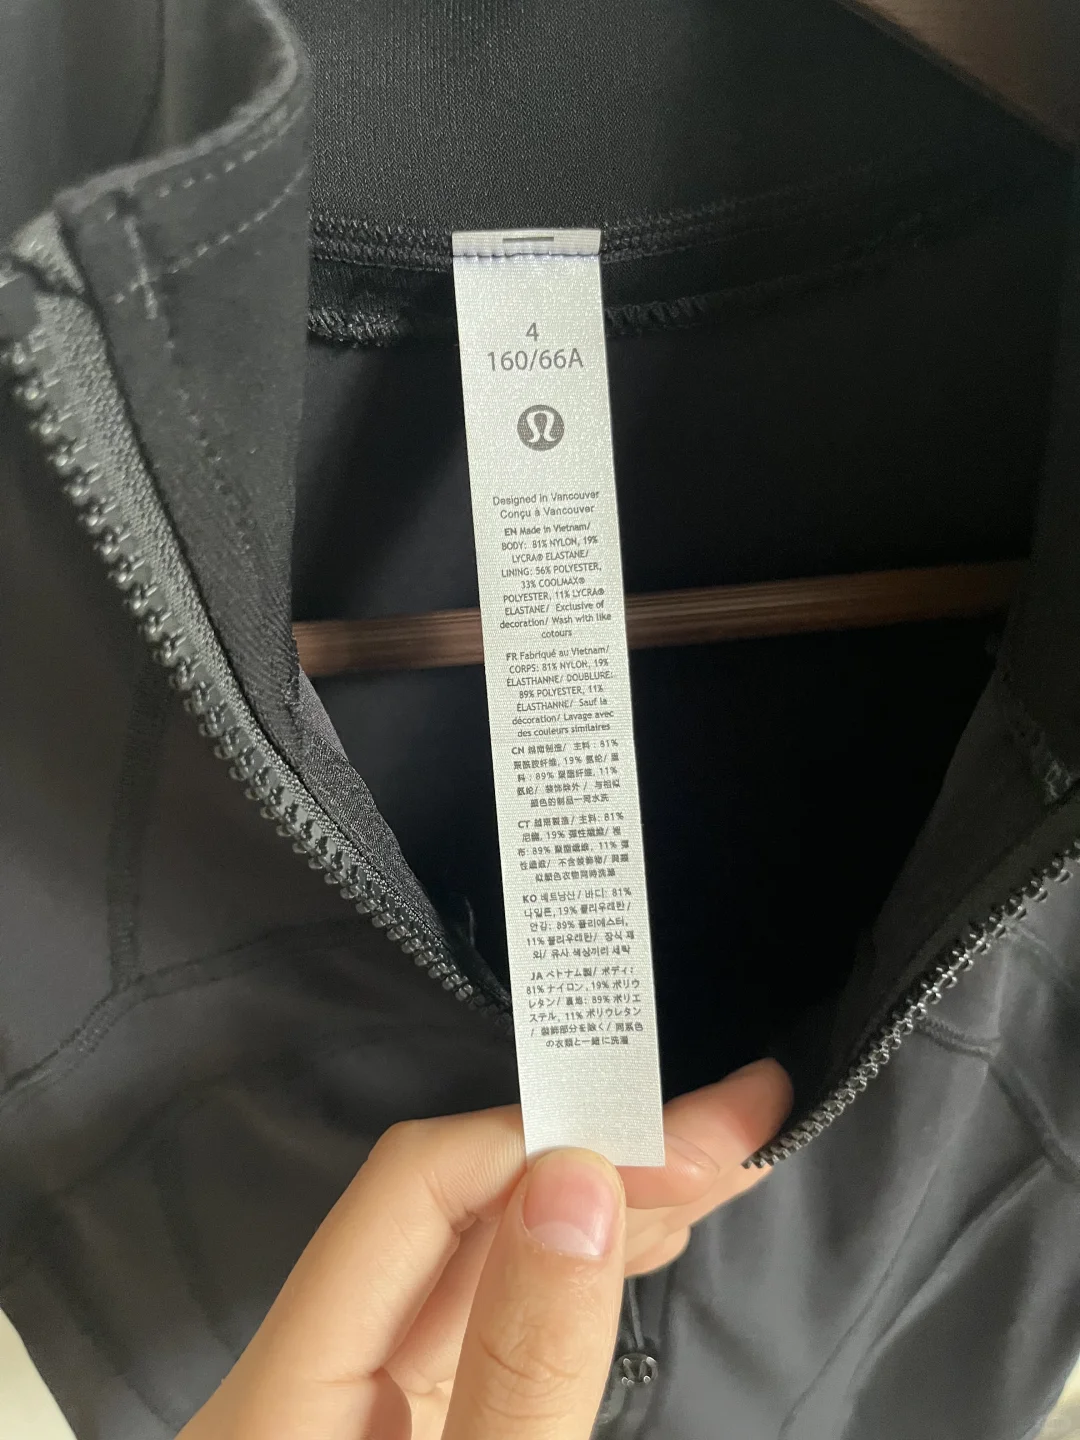 4
160/66A
Designed in Vancouver
Conçu à Vancouver
EN Made in Vietnam/
BODY: 81% NYLON, 19%
LYCRA® ELASTANE/
LINING: 56% POLYESTER,
33% COOLMAX®
POLYESTER, 11% LYCRA®
ELASTANE/ Exclusive of
decoration/ Wash with like
colours
FR Fabriqué au Vietnam/
CORPS: 81% NYLON, 19%
ÉLASTHANNE/ DOUBLURE:
89% POLYESTER, 11%
ÉLASTHANNE/ Sauf la
décoration/ Lavage avec
des couleurs similaires
CN 越南制造/ 主料: 81%
聚酰胺纤维, 19% 氨纶/ 里
料: 89% 聚酯纤维, 11%
氨纶/ 装饰除外/ 与相似
颜色的制品一同水洗
CT 越南製造/ 主料: 81%
尼龍, 19% 彈性纖維/ 裡
布: 89% 聚酯纖維, 11% 彈
性纖維/ 不含裝飾物/ 與類
似顏色衣物同時洗滌
KO 베트남산/ 바디: 81%
나일론, 19% 폴리우레탄/
안감: 89% 폴리에스터,
11% 폴리우레탄/ 장식 제
외/ 유사 색상끼리 세탁
JA ベトナム製/ ボディ:
81% ナイロン, 19% ポリウ
レタン/ 裏地: 89% ポリエ
ステル, 11% ポリウレタン
/ 装飾部分を除く/ 同系色
の衣類と一緒に洗濯